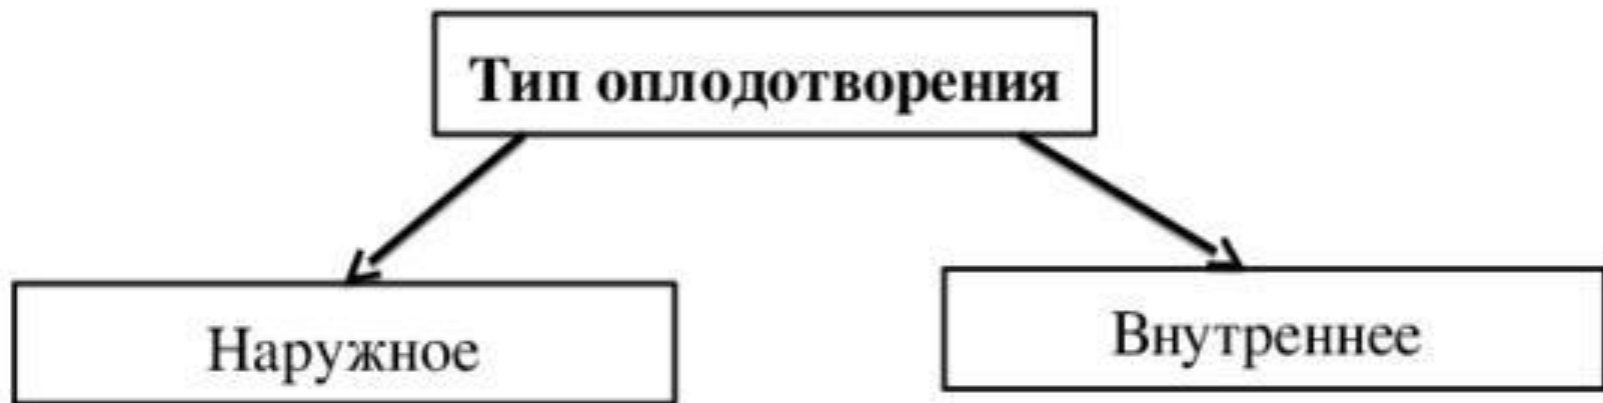 Тип оплодотворения
Наружное
Внутреннее